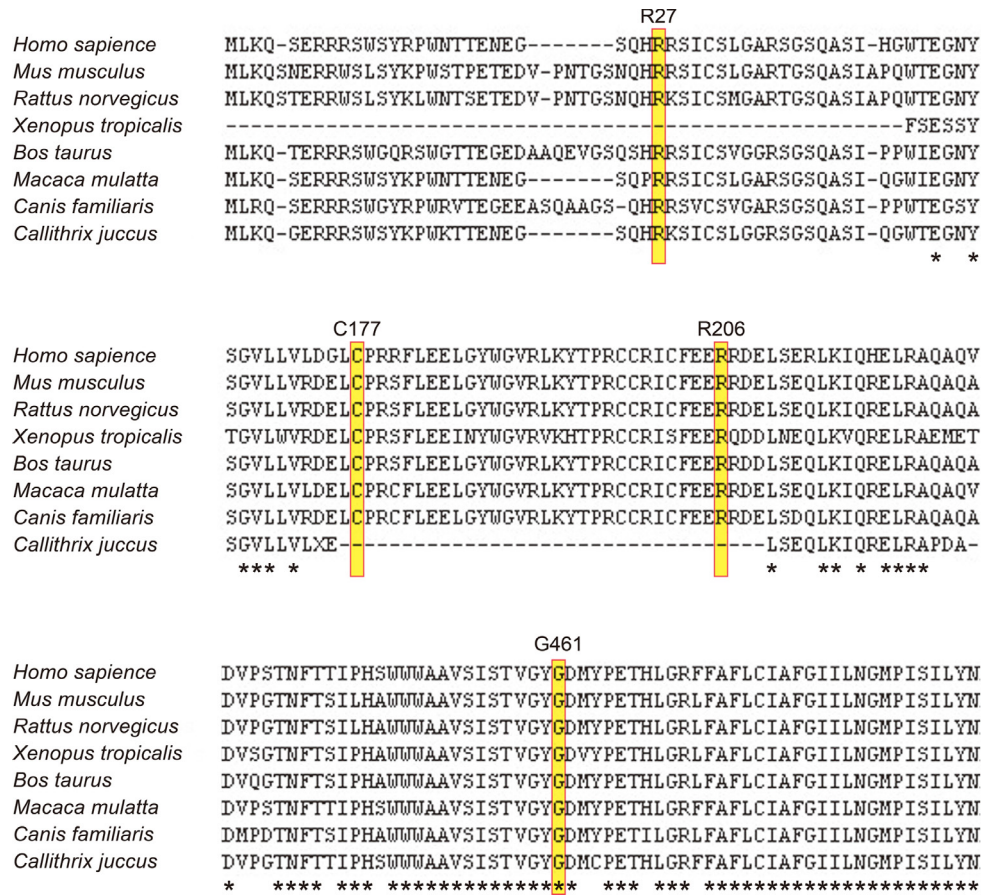 R27
Homo sapience MLKQ-SERRRSWSYRPWNTTENEG-------SQHRRSICSLGARSGSQASI-HGWTEGNY
Mus musculus MLKQSNERRWSLSYKPWSTPETEDV-PNTGSNQHRRSICSLGARTGSQASIAPQWTEGNY
Rattus norvegicus MLKQSTERRWSLSYKLWNTSETEDV-PNTGSNQHRKSICSMGARTGSQASIAPQWTEGNY
Xenopus tropicalis ------------------------------------------------------FSESSY
Bos taurus MLKQ-TERRRSWGQRSWGTTEGEDAAQEVGSQSHRRSICSVGGRSGSQASI-PPWIEGNY
Macaca mulatta MLKQ-SERRRSWSYRPWNTTENEG-------SQPRRSICSLGARSGSQASI-QGWIEGNY
Canis familiaris MLRQ-SERRRSWGYRPWRVTEGEEASQAAGS-QHRRSVCSVGARSGSQASI-PPWTEGSY
Callithrix juccus MLKQ-GERRRSWSYKPWKTTENEG-------SQHRKSICSLGGRSGSQASI-QGWTEGNY
* *
C177 R206
Homo sapience SGVLLVLDGLCPRRFLEELGYWGVRLKYTPRCCRICFEERRDELSERLKIQHELRAQAQV
Mus musculus SGVLLVRDELCPRSFLEELGYWGVRLKYTPRCCRICFEERRDELSEQLKIQRELRAQAQA
Rattus norvegicus SGVLLVRDELCPRSFLEELGYWGVRLKYTPRCCRICFEERRDELSEQLKIQRELRAQAQA
Xenopus tropicalis TGVLWVRDELCPRSFLEEINYWGVRVKHTPRCCRISFEERQDDLNEQLKVQRELRAEMET
Bos taurus SGVLLVRDELCPRSFLEELGYWGVRLKYTPRCCRICFEERRDDLSEQLKIQRELRAQAQA
Macaca mulatta SGVLLVLDELCPRCFLEELGYWGVRLKYTPRCCRICFEERRDELSEQLKIQRELRAQAQV
Canis familiaris SGVLLVRDELCPRCFLEELGYWGVRLKYTPRCCRICFEERRDELSDQLKIQRELRAQAQA
Callithrix juccus SGVLLVLXE----------------------------------LSEQLKIQRELRAPDA-
*** * * ** * ****
G461
Homo sapience DVPSTNFTTIPHSWWWAAVSISTVGYGDMYPETHLGRFFAFLCIAFGIILNGMPISILYN
Mus musculus DVPGTNFTSILHAWWWAAVSISTVGYGDMYPETHLGRLFAFLCIAFGIILNGMPISILYN
Rattus norvegicus DVPGTNFTSILHAWWWAAVSISTVGYGDMYPETHLGRLFAFLCIAFGIILNGMPISILYN
Xenopus tropicalis DVSGTNFTTIPHAWWWAAVSISTVGYGDVYPETHLGRLFAFLCIAFGIILNGMPISILYN
Bos taurus DVQGTNFTTIPHAWWWAAVSISTVGYGDMYPETHLGRLFAFLCIAFGIILNGMPISILYN
Macaca mulatta DVPSTNFTTIPHSWWWAAVSISTVGYGDMYPETHLGRFFAFLCIAFGIILNGMPISILYN
Canis familiaris DMPDTNFTSIPHAWWWAAVSISTVGYGDMYPETILGRLFAFLCIAFGIILNGMPISILYN
Callithrix juccus DVPGTNFTTIPHSWWWAAVSISTVGYGDMCPETHLGRFFAFLCIAFGIILNGMPISILYN
* **** *** *************** *** *** **********************